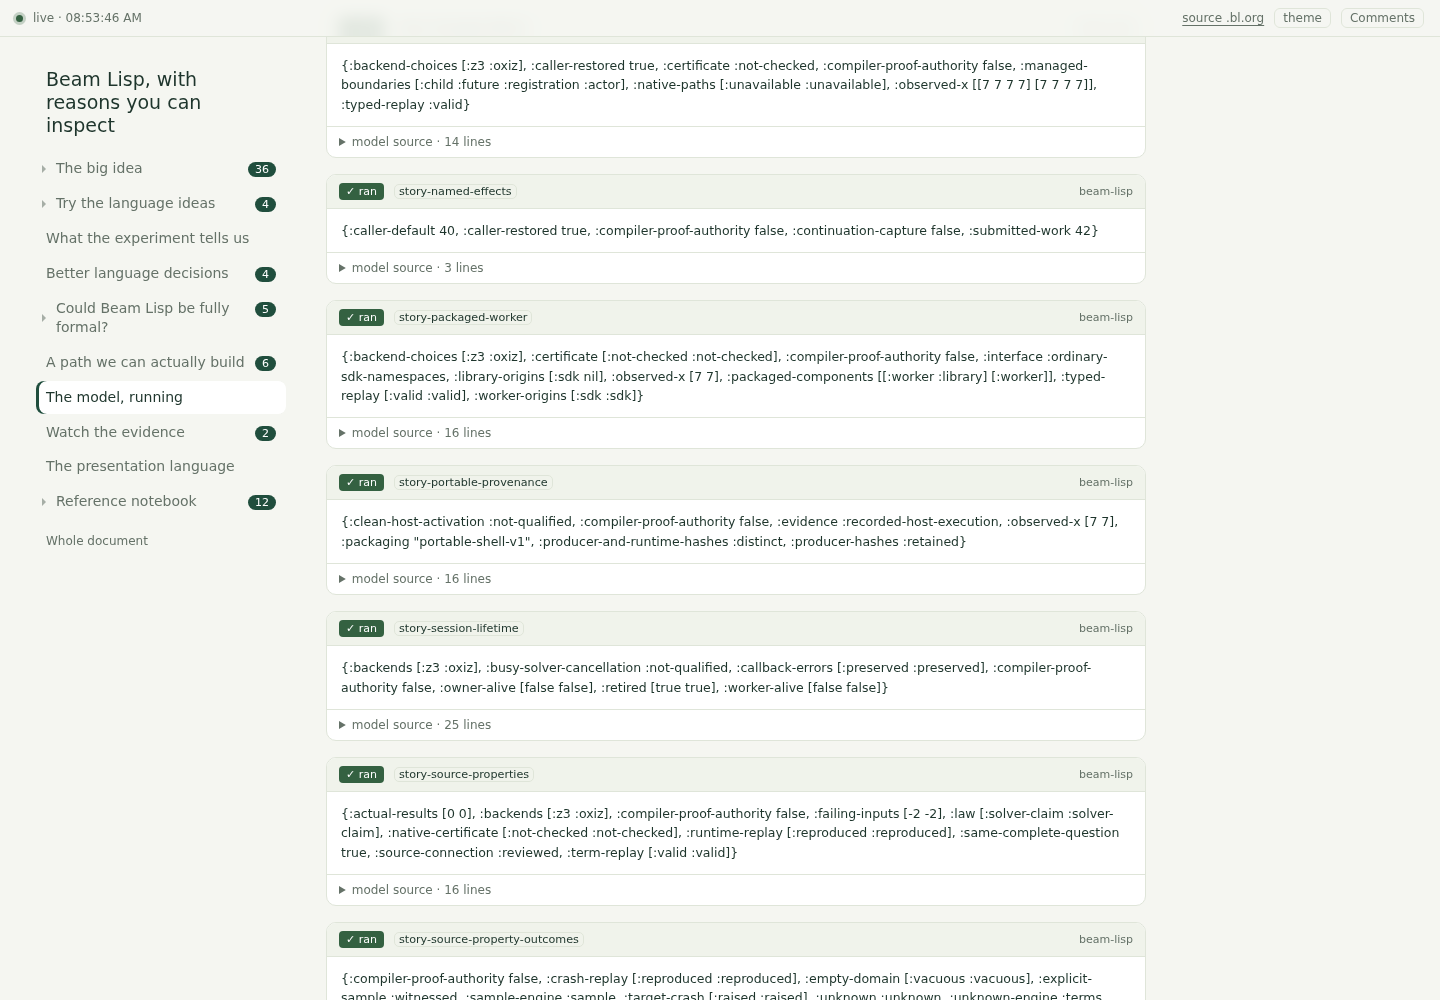 live · 08:53:46 AM
source .bl.org
theme
Comments
Beam Lisp, with
reasons you can
inspect
The big idea
36
Try the language ideas
4
What the experiment tells us
Better language decisions
4
Could Beam Lisp be fully
formal?
5
A path we can actually build
6
The model, running
Watch the evidence
2
The presentation language
Reference notebook
12
Whole document
{:backend-choices [:z3 :oxiz], :caller-restored true, :certificate :not-checked, :compiler-proof-authority false, :managed-
boundaries [:child :future :registration :actor], :native-paths [:unavailable :unavailable], :observed-x [[7 7 7 7] [7 7 7 7]],
:typed-replay :valid}
model source · 14 lines
✓ ran
story-named-effects
beam-lisp
{:caller-default 40, :caller-restored true, :compiler-proof-authority false, :continuation-capture false, :submitted-work 42}
model source · 3 lines
✓ ran
story-packaged-worker
beam-lisp
{:backend-choices [:z3 :oxiz], :certificate [:not-checked :not-checked], :compiler-proof-authority false, :interface :ordinary-
sdk-namespaces, :library-origins [:sdk nil], :observed-x [7 7], :packaged-components [[:worker :library] [:worker]], :typed-
replay [:valid :valid], :worker-origins [:sdk :sdk]}
model source · 16 lines
✓ ran
story-portable-provenance
beam-lisp
{:clean-host-activation :not-qualified, :compiler-proof-authority false, :evidence :recorded-host-execution, :observed-x [7 7],
:packaging "portable-shell-v1", :producer-and-runtime-hashes :distinct, :producer-hashes :retained}
model source · 16 lines
✓ ran
story-session-lifetime
beam-lisp
{:backends [:z3 :oxiz], :busy-solver-cancellation :not-qualified, :callback-errors [:preserved :preserved], :compiler-proof-
authority false, :owner-alive [false false], :retired [true true], :worker-alive [false false]}
model source · 25 lines
✓ ran
story-source-properties
beam-lisp
{:actual-results [0 0], :backends [:z3 :oxiz], :compiler-proof-authority false, :failing-inputs [-2 -2], :law [:solver-claim :solver-
claim], :native-certificate [:not-checked :not-checked], :runtime-replay [:reproduced :reproduced], :same-complete-question
true, :source-connection :reviewed, :term-replay [:valid :valid]}
model source · 16 lines
✓ ran
story-source-property-outcomes
beam-lisp
{:compiler-proof-authority false, :crash-replay [:reproduced :reproduced], :empty-domain [:vacuous :vacuous], :explicit-
sample :witnessed, :sample-engine :sample, :target-crash [:raised :raised], :unknown :unknown, :unknown-engine :terms,